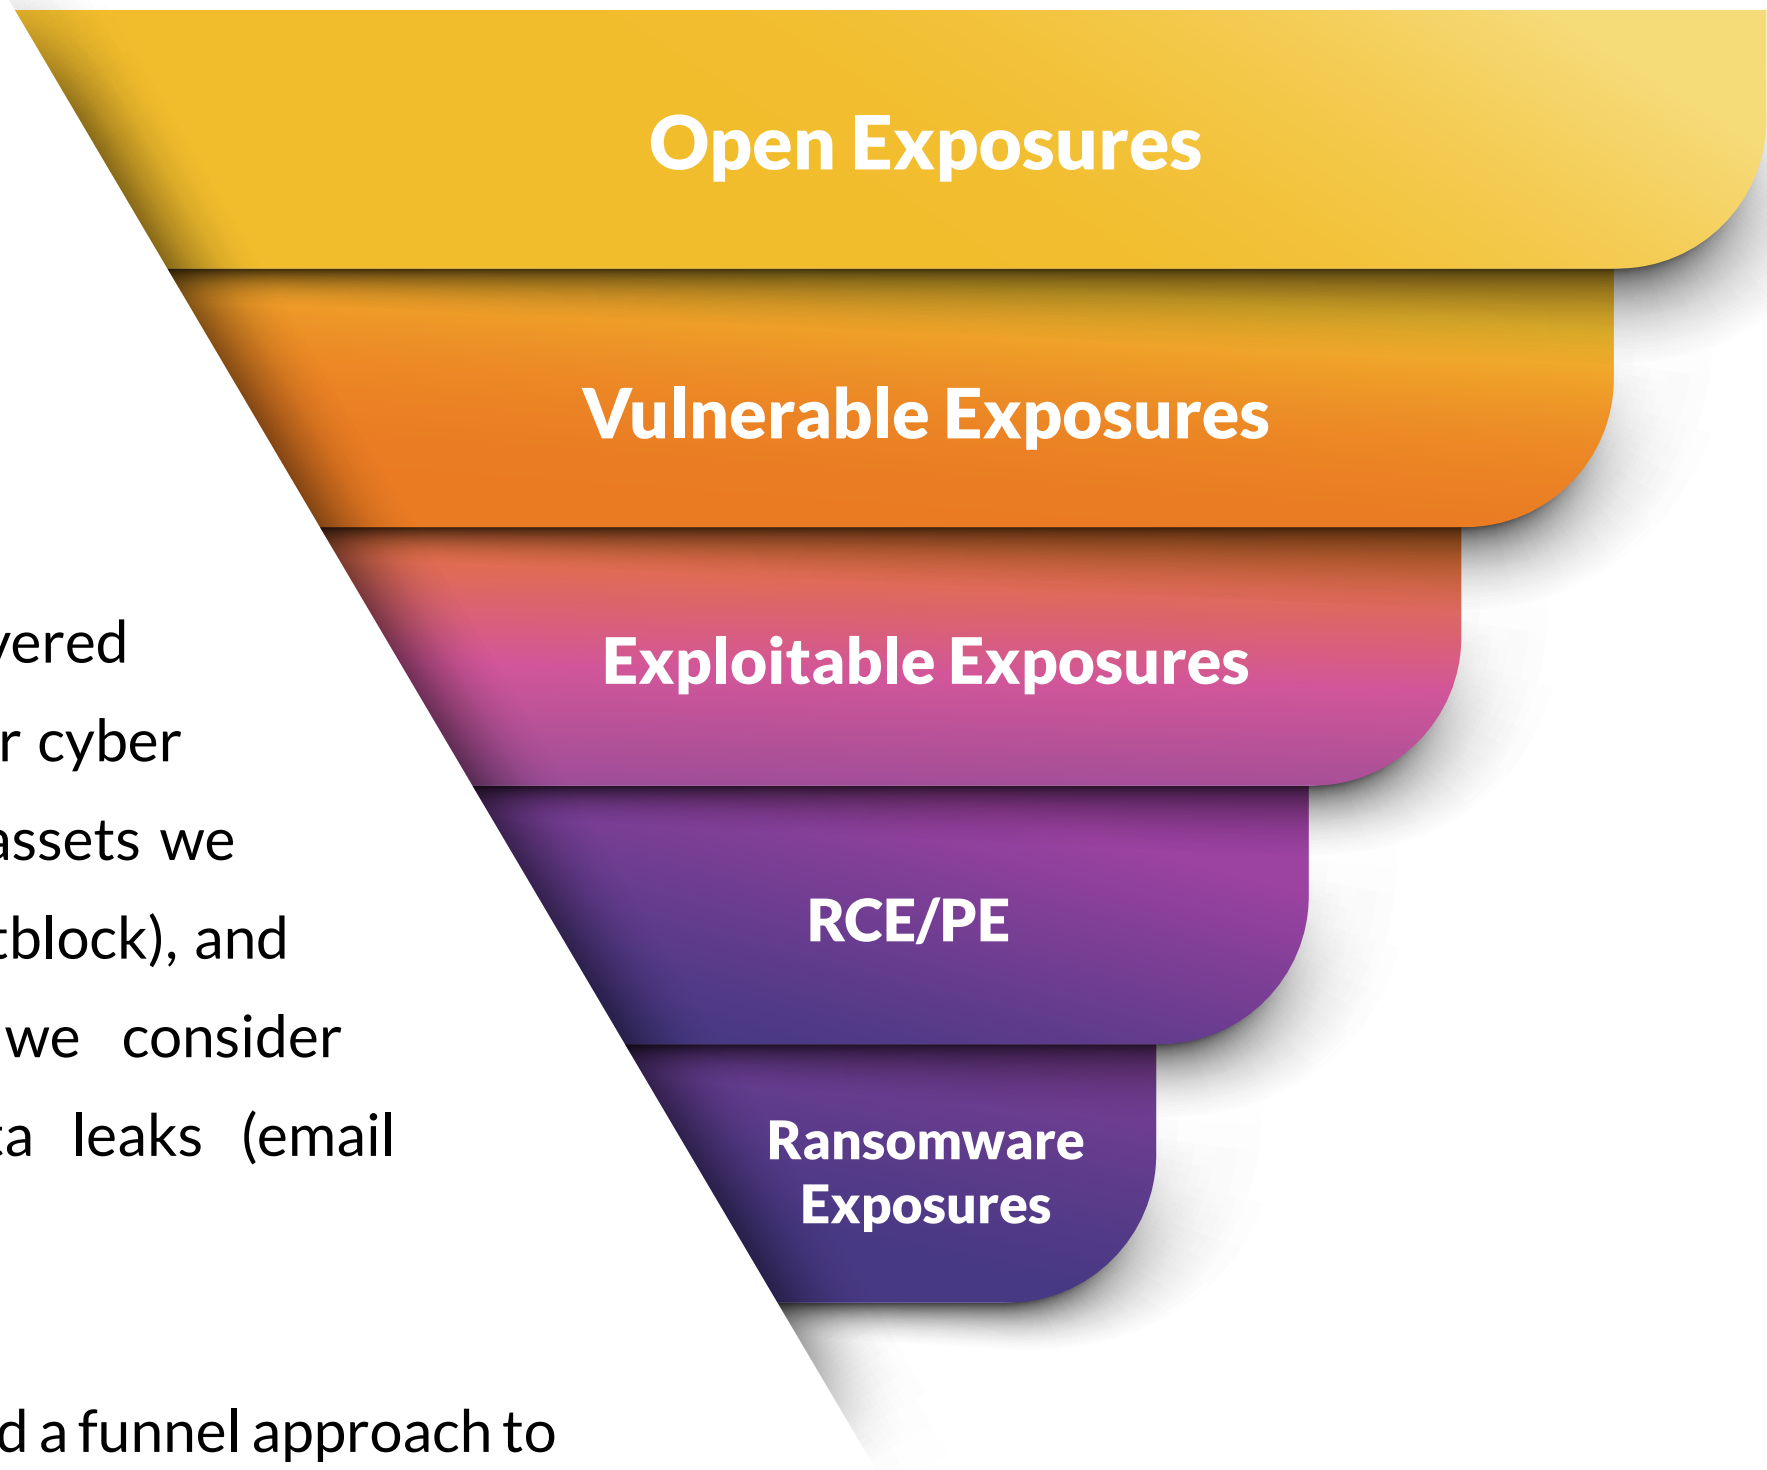 Open Exposures
Vulnerable Exposures
Exploitable Exposures
RCE/PE
Ransomware
Exposures
vered
r cyber
assets we
tblock), and
we consider
ta leaks (email
d a funnel approach to